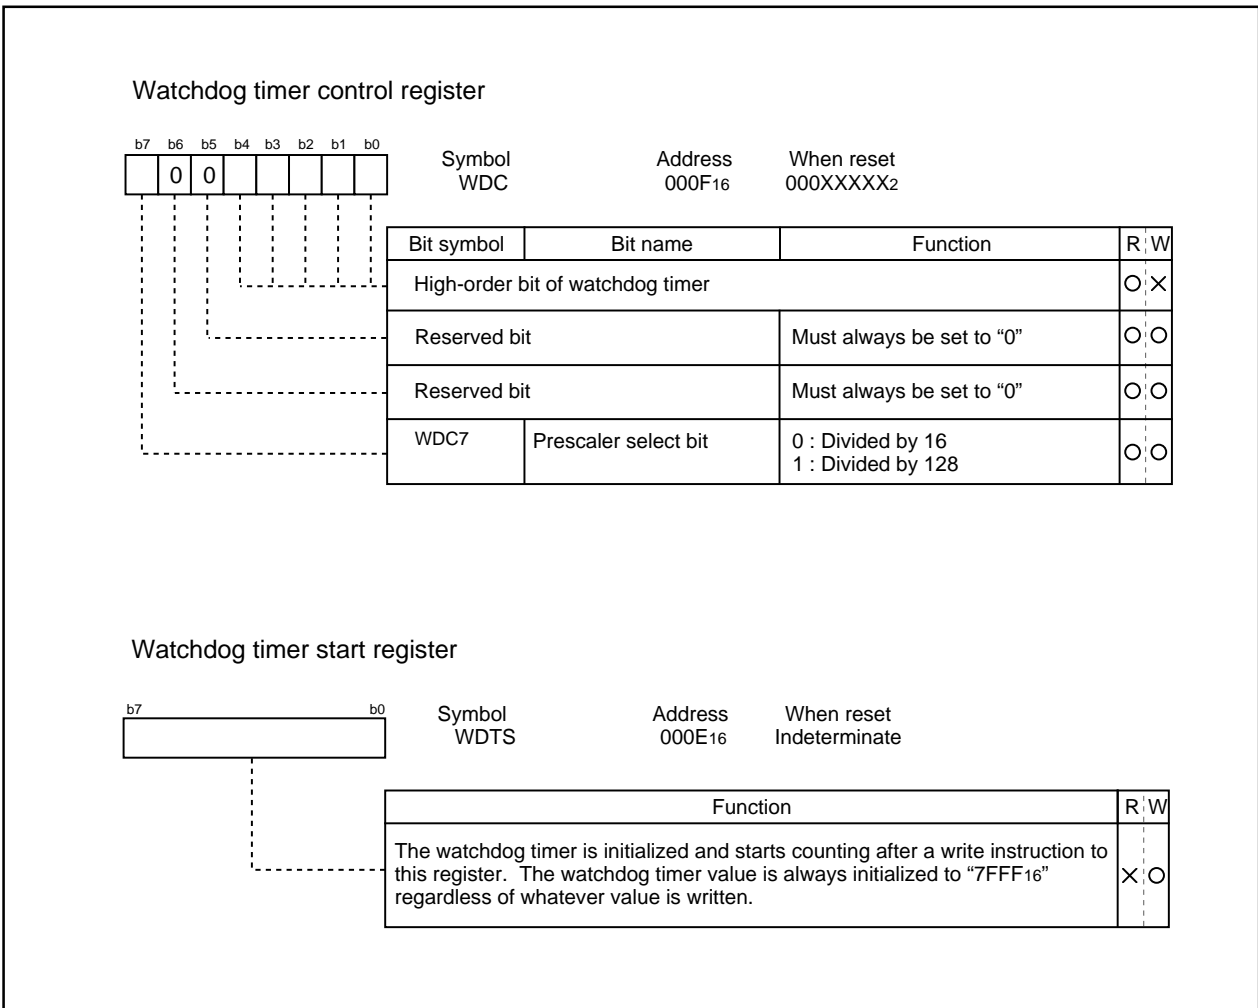 Watchdog timer control register
b7 b6 b5 b4 b3 b2 b1 b0
0 0
Symbol Address When reset
WDC 000F16 000XXXXX2
Bit symbol Bit name Function R W
High-order bit of watchdog timer
Reserved bit Must always be set to “0”
Reserved bit Must always be set to “0”
WDC7 Prescaler select bit 0 : Divided by 16
1 : Divided by 128
Watchdog timer start register
b7 b0
Symbol Address When reset
WDTS 000E16 Indeterminate
Function R W
The watchdog timer is initialized and starts counting after a write instruction to
this register. The watchdog timer value is always initialized to “7FFF16”
regardless of whatever value is written.